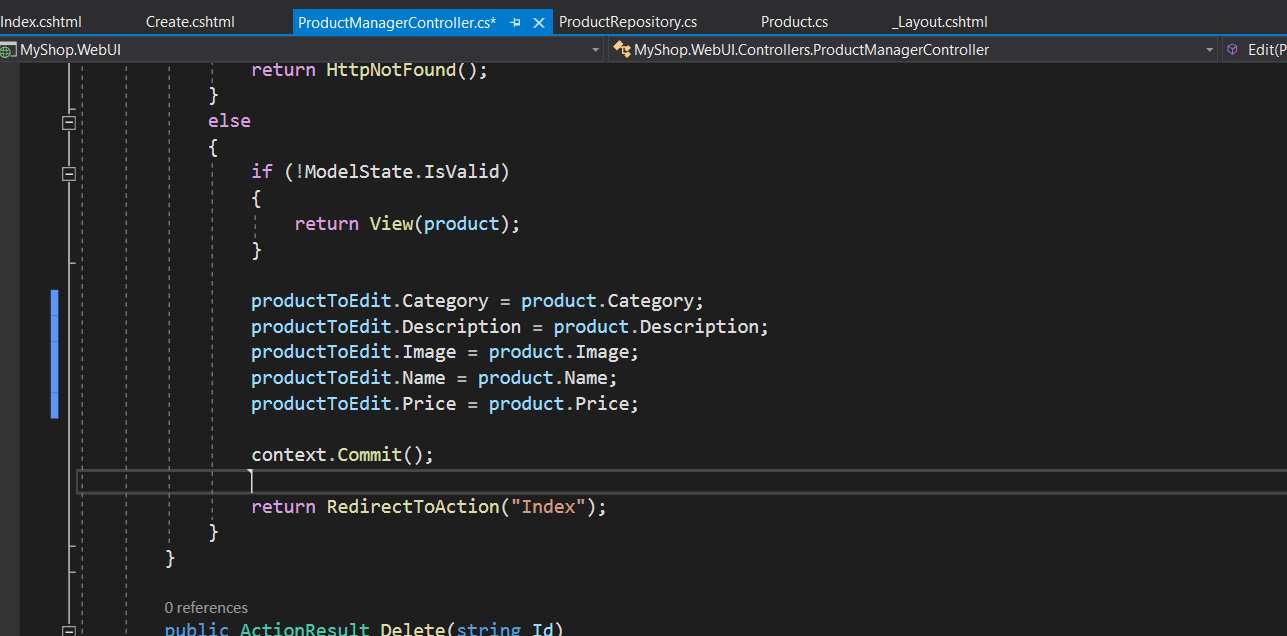 Index.cshtml Create.cshtml ProductManagerController.cs* ProductRepository.cs Product.cs _Layout.cshtml
MyShop.WebUI MyShop.WebUI.Controllers.ProductManagerController Edit(P
return HttpNotFound();
}
else
{
if (!ModelState.IsValid)
{
return View(product);
}
productToEdit.Category = product.Category;
productToEdit.Description = product.Description;
productToEdit.Image = product.Image;
productToEdit.Name = product.Name;
productToEdit.Price = product.Price;
context.Commit();
return RedirectToAction("Index");
}
}
0 references
public ActionResult Delete(string Id)